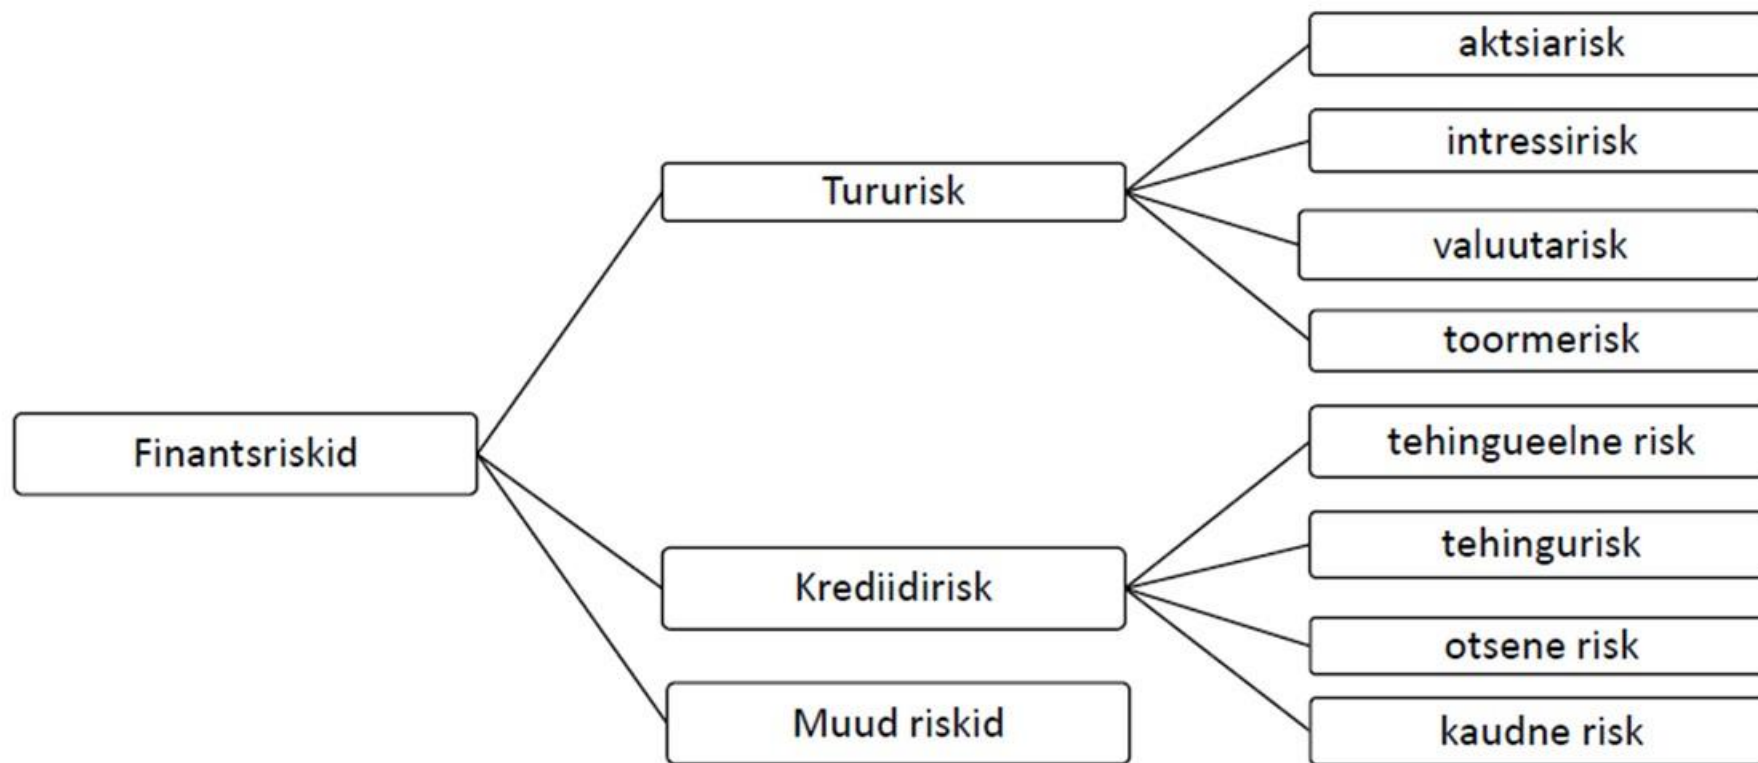 Finantsriskid
Tururisk
aktsiarisk
intressirisk
valuutarisk
toormerisk
Krediidirisk
tehingueelne risk
tehingurisk
otsene risk
kaudne risk
Muud riskid